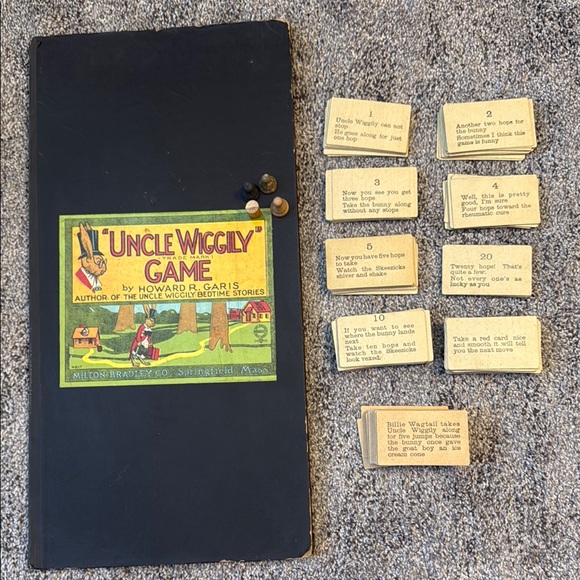 "UNCLE WIGGILY"
(TRADE MARK)
GAME
by HOWARD R. GARIS
AUTHOR OF THE UNCLE WIGGILY BEDTIME STORIES
MILTON BRADLEY CO., Springfield, Mass.
1
Uncle Wiggily can not
stop
He goes along for just
one hop
2
Another two hops for
the bunny
Sometimes I think this
game is funny
3
Now you see you get
three hops
Take the bunny along
without any stops
4
Well, this is pretty
good, I'm sure
Four hops toward the
rheumatic cure
5
Now you have five hops
to take
Watch the Skeezicks
shiver and shake
20
Twenty hops! That's
quite a few:
Not every one's as
lucky as you
10
If you want to see
where the bunny lands
next
Take ten hops and
watch the Skeezicks
look vexed.
Take a red card nice
and smooth it will tell
you the next move
Billie Wagtail takes
Uncle Wiggily along
for five jumps because
the bunny once gave
the goat boy an ice
cream cone